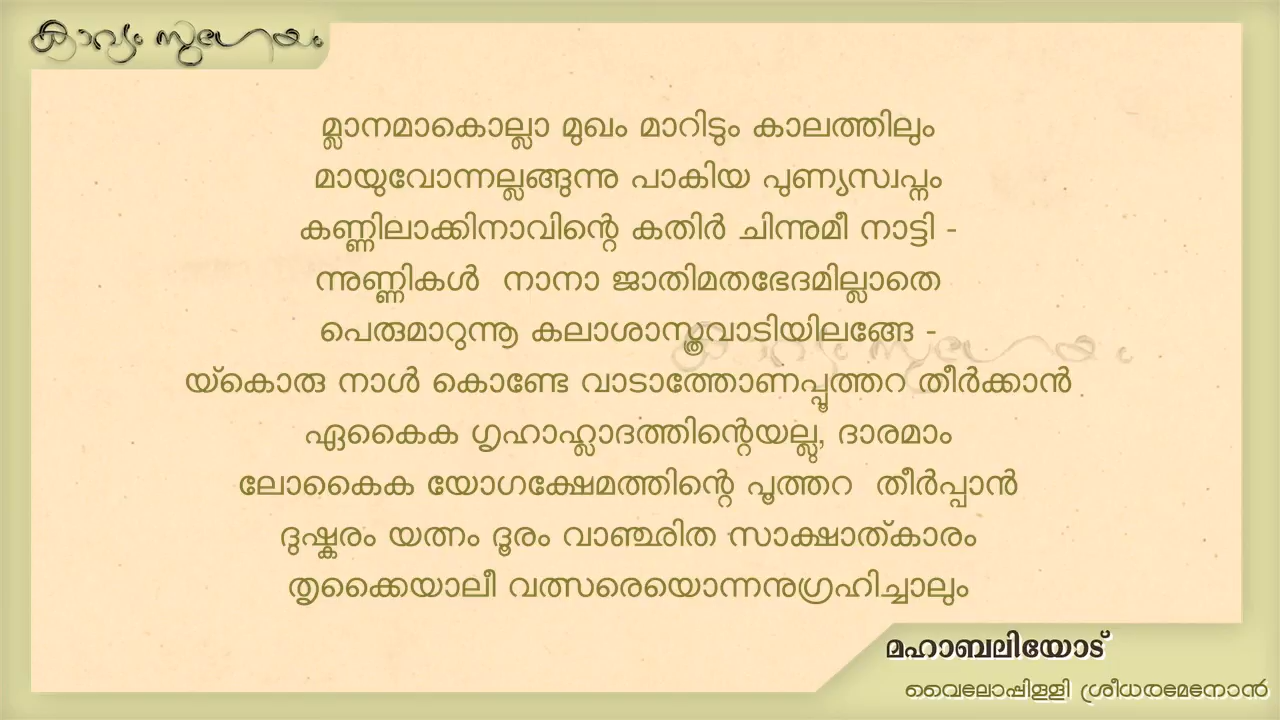 കാവ്യം സുഗേയം
മ്ലാനമാകൊല്ലാ മുഖം മാറിടും കാലത്തിലും
മായുവോന്നല്ലങ്ങുന്നു പാകിയ പുണ്യസ്വപ്നം
കണ്ണിലാക്കിനാവിന്റെ കതിർ ചിന്നുമീ നാട്ടി -
ന്നുണ്ണികൾ നാനാ ജാതിമതഭേദമില്ലാതെ
പെരുമാറുന്നൂ കലാശാസ്ത്രവാടിയിലങ്ങേ -
യ്കൊരു നാൾ കൊണ്ടേ വാടാത്തോണപ്പൂത്തറ തീർക്കാൻ
ഏകൈക ഗൃഹാഹ്ലാദത്തിന്റെയല്ലു, ദാരമാം
ലോകൈക യോഗക്ഷേമത്തിന്റെ പൂത്തറ തീർപ്പാൻ
ദുഷ്കരം യത്നം ദൂരം വാഞ്ഛിത സാക്ഷാത്കാരം
തൃക്കൈയാലീ വത്സരെയൊന്നനുഗ്രഹിച്ചാലും
മഹാബലിയോട്
വൈലോപ്പിള്ളി ശ്രീധരമേനോൻ